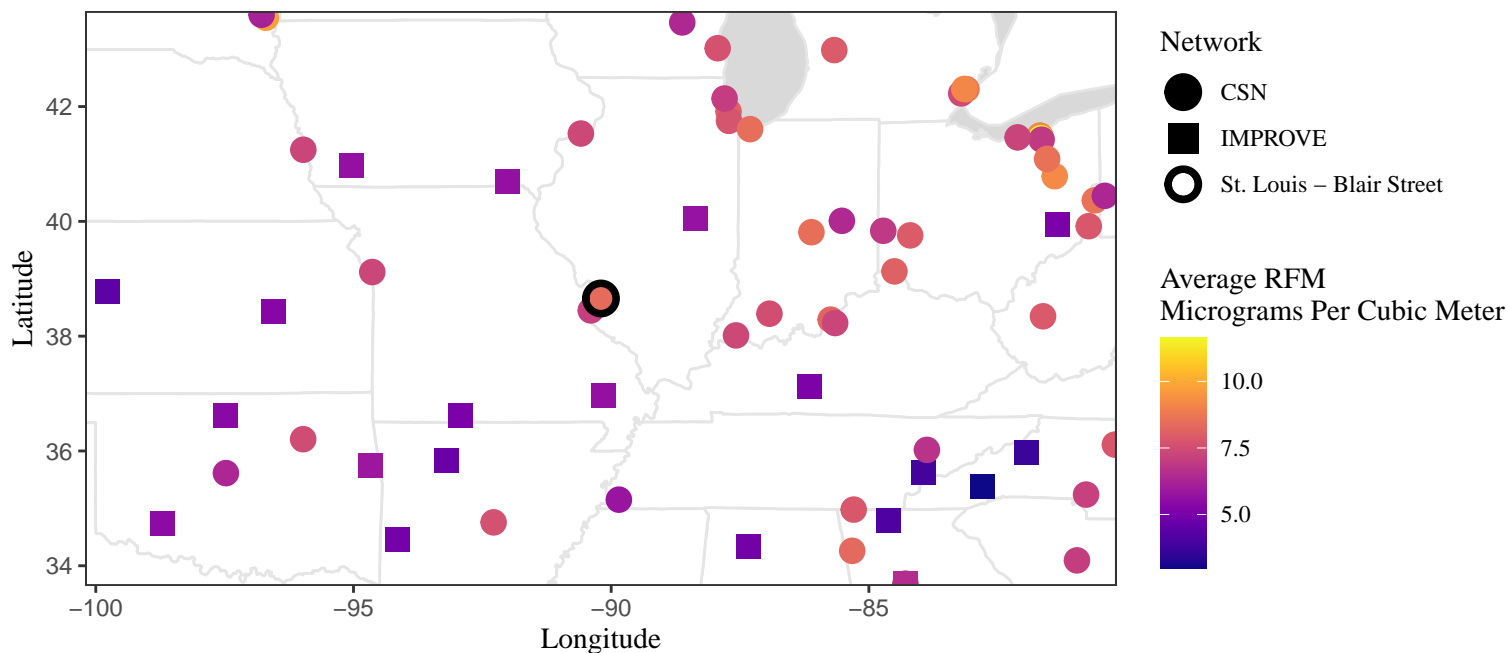 42
40
38
36
34
Latitude
−100
−95
−90
−85
Longitude
Network
CSN
IMPROVE
St. Louis − Blair Street
Average RFM
Micrograms Per Cubic Meter
10.0
7.5
5.0